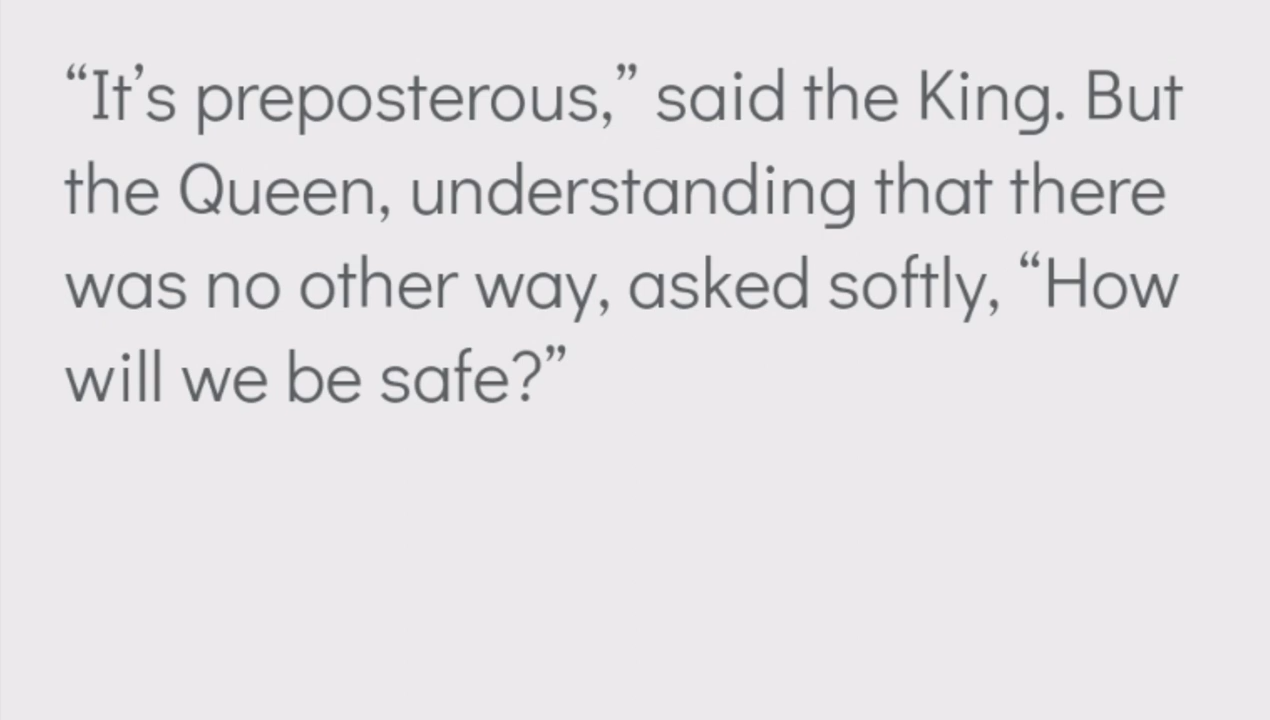 “It’s preposterous,” said the King. But
the Queen, understanding that there
was no other way, asked softly, “How
will we be safe?”